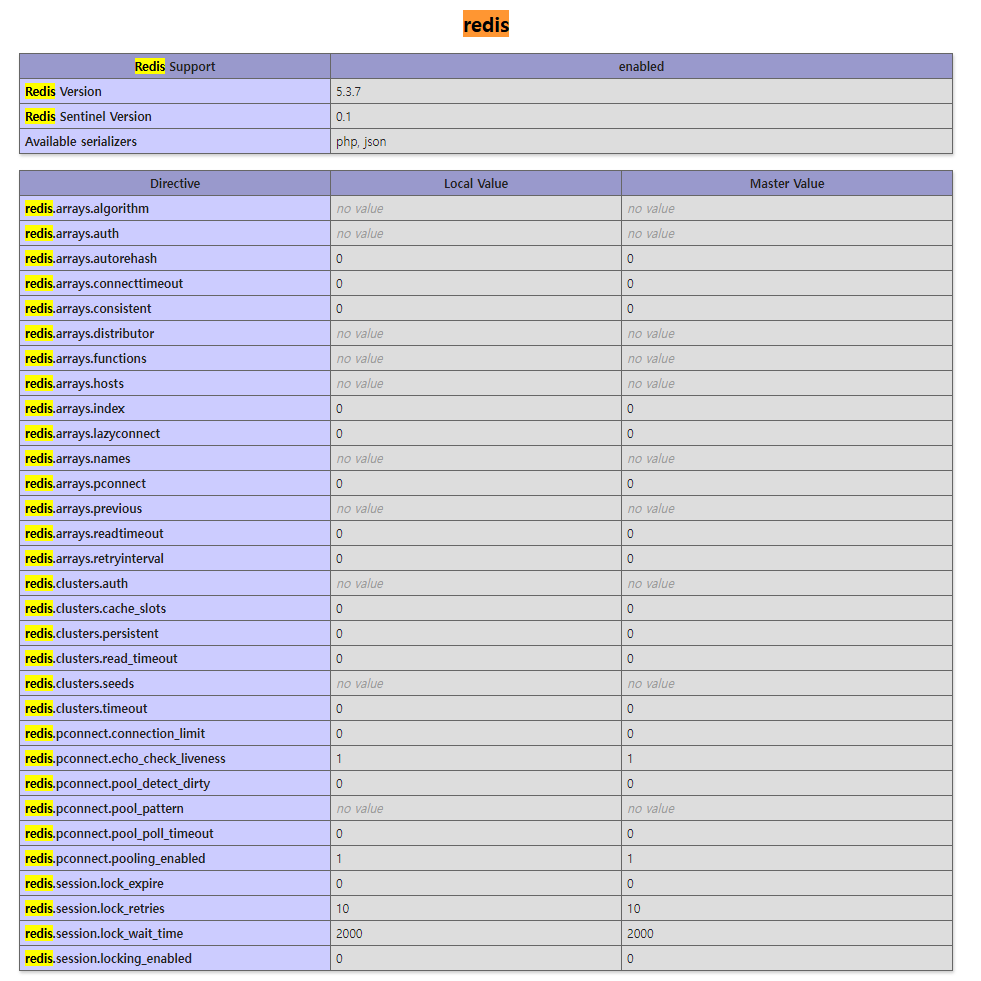 redis
Redis Support enabled
Redis Version 5.3.7
Redis Sentinel Version 0.1
Available serializers php, json
Directive Local Value Master Value
redis.arrays.algorithm no value no value
redis.arrays.auth no value no value
redis.arrays.autorehash 0 0
redis.arrays.connecttimeout 0 0
redis.arrays.consistent 0 0
redis.arrays.distributor no value no value
redis.arrays.functions no value no value
redis.arrays.hosts no value no value
redis.arrays.index 0 0
redis.arrays.lazyconnect 0 0
redis.arrays.names no value no value
redis.arrays.pconnect 0 0
redis.arrays.previous no value no value
redis.arrays.readtimeout 0 0
redis.arrays.retryinterval 0 0
redis.clusters.auth no value no value
redis.clusters.cache_slots 0 0
redis.clusters.persistent 0 0
redis.clusters.read_timeout 0 0
redis.clusters.seeds no value no value
redis.clusters.timeout 0 0
redis.pconnect.connection_limit 0 0
redis.pconnect.echo_check_liveness 1 1
redis.pconnect.pool_detect_dirty 0 0
redis.pconnect.pool_pattern no value no value
redis.pconnect.pool_poll_timeout 0 0
redis.pconnect.pooling_enabled 1 1
redis.session.lock_expire 0 0
redis.session.lock_retries 10 10
redis.session.lock_wait_time 2000 2000
redis.session.locking_enabled 0 0